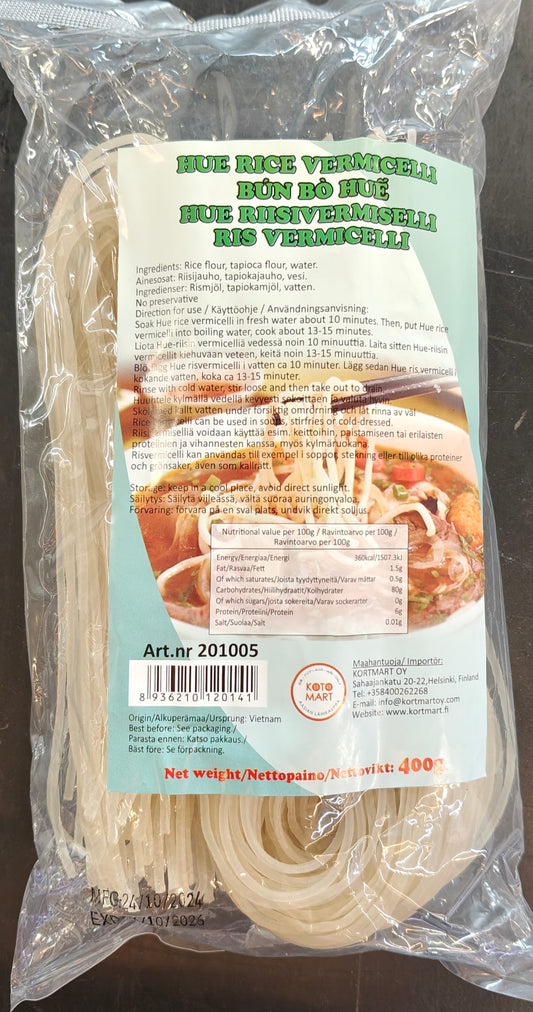 HUE RICE VERMICELLI
BÚN BÒ HUẾ
HUE RIISIVERMISELLI
RIS VERMICELLI
Ingredients: Rice flour, tapioca flour, water.
Ainesosat: Riisijauho, tapiokajauho, vesi.
Ingredienser: Rismjöl, tapiokamjöl, vatten.
No preservative
Direction for use / Käyttöohje / Användningsanvisning:
Soak Hue rice vermicelli in fresh water about 10 minutes. Then, put Hue rice
vermicelli into boiling water, cook about 13-15 minutes.
Liota Hue-riisin vermicelliä vedessä noin 10 minuuttia. Laita sitten Hue-riisin
vermicellit kiehuvaan veteen, keitä noin 13-15 minuuttia.
Blötlägg Hue risvermicelli i vatten ca 10 minuter. Lägg sedan Hue ris.vermicelli i
kokande vatten, koka ca 13-15 minuter.
Rinse with cold water, stir loose and then take out to drain
Huuhtele kylmällä vedellä kevyesti sekoittaen ja valuta hyvin.
Skölj med kallt vatten under försiktig omrörning och låt rinna av väl
Rice vermicelli can be used in soups, stirfries or cold-dressed.
Riisivermiselliä voidaan käyttää esim. keittoihin, paistamiseen tai erilaisten
proteiinien ja vihannesten kanssa, myös kylmäruokana.
Risvermicelli kan användas till exempel i soppor, stekning eller till olika proteiner
och grönsaker, även som kallrätt.
Storage: keep in a cool place, avoid direct sunlight.
Säilytys: Säilytä viileässä, vältä suoraa auringonvaloa.
Förvaring: förvara på en sval plats, undvik direkt solljus.
Nutritional value per 100g / Ravintoarvo per 100g /
Ravintoarvo per 100g
Energy/Energiaa/Energi 360kcal(1507.3kJ)
Fat/Rasvaa/Fett 1.5g
Of which saturates/Joista tyydyttyneitä/Varav mättar 0.5g
Carbohydrates/Hiilihydraatit/Kolhydrater 80g
Of which sugars/josta sokereita/Varav sockerarter 0g
Protein/Proteiini/Protein 6g
Salt/Suolaa/Salt 0.01g
Art.nr 201005
8 936210 120141
Origin/Alkuperämaa/Ursprung: Vietnam
Best before: See packaging./
Parasta ennen: Katso pakkaus./
Bäst före: Se förpackning.
KOTO
MART
Maahantuoja/ Importör:
KORTMART OY
Sahaajankatu 20-22,Helsinki, Finland
Tel: +358400262268
E-mail: info@kortmartoy.com
Website: www.kortmart.fi
Net weight/Nettopaino/Nettovikt: 400g
MFG:24/10/2024
/10/2026